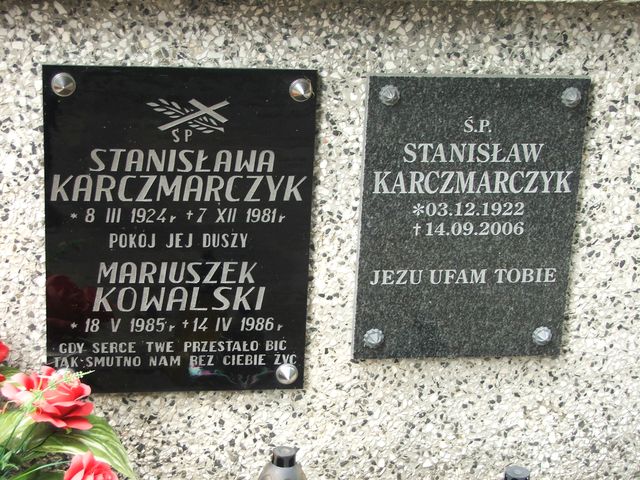 ŚP
STANISŁAWA
KARCZMARCZYK
* 8 III 1924 r + 7 XII 1981 r
POKÓJ JEJ DUSZY
MARIUSZEK
KOWALSKI
* 18 V 1985 r + 14 IV 1986 r
GDY SERCE TWE PRZESTAŁO BIĆ
TAK SMUTNO NAM BEZ CIEBIE ŻYĆ
Ś.P.
STANISŁAW
KARCZMARCZYK
*03.12.1922
†14.09.2006
JEZU UFAM TOBIE